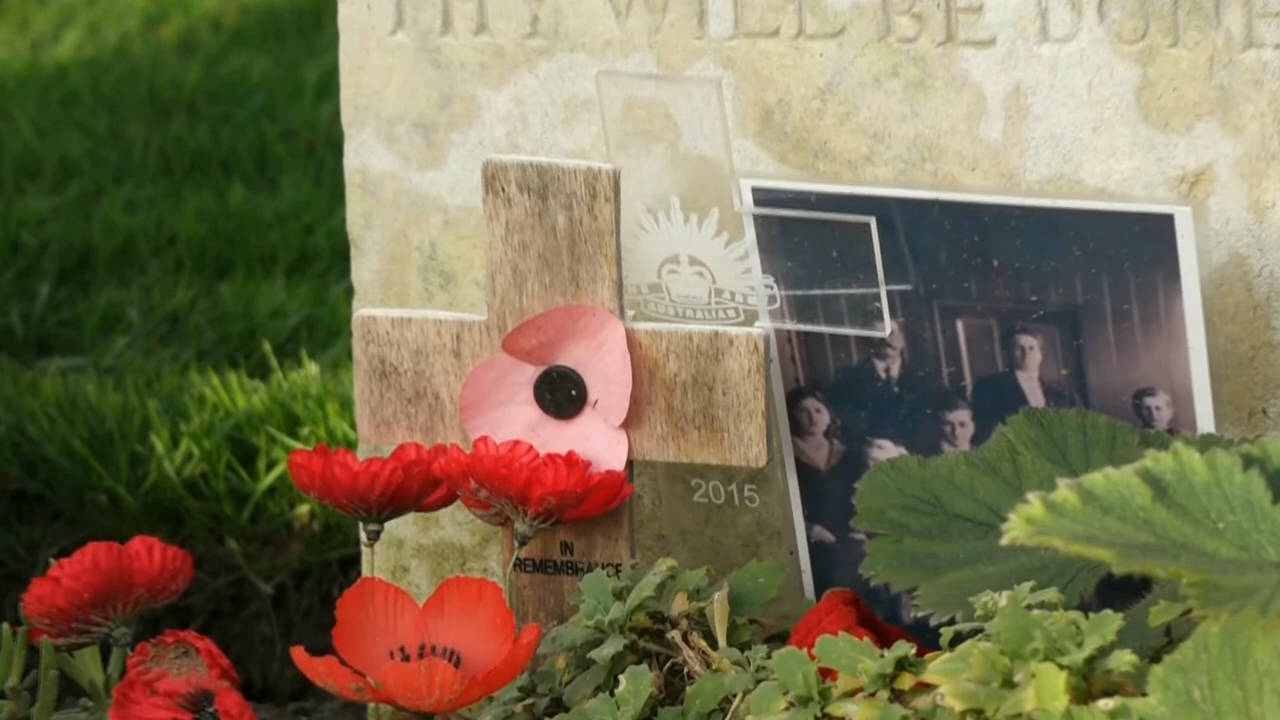 THY WILL BE DONE
AUSTRALIAN
2015
IN
REMEMBRANCE